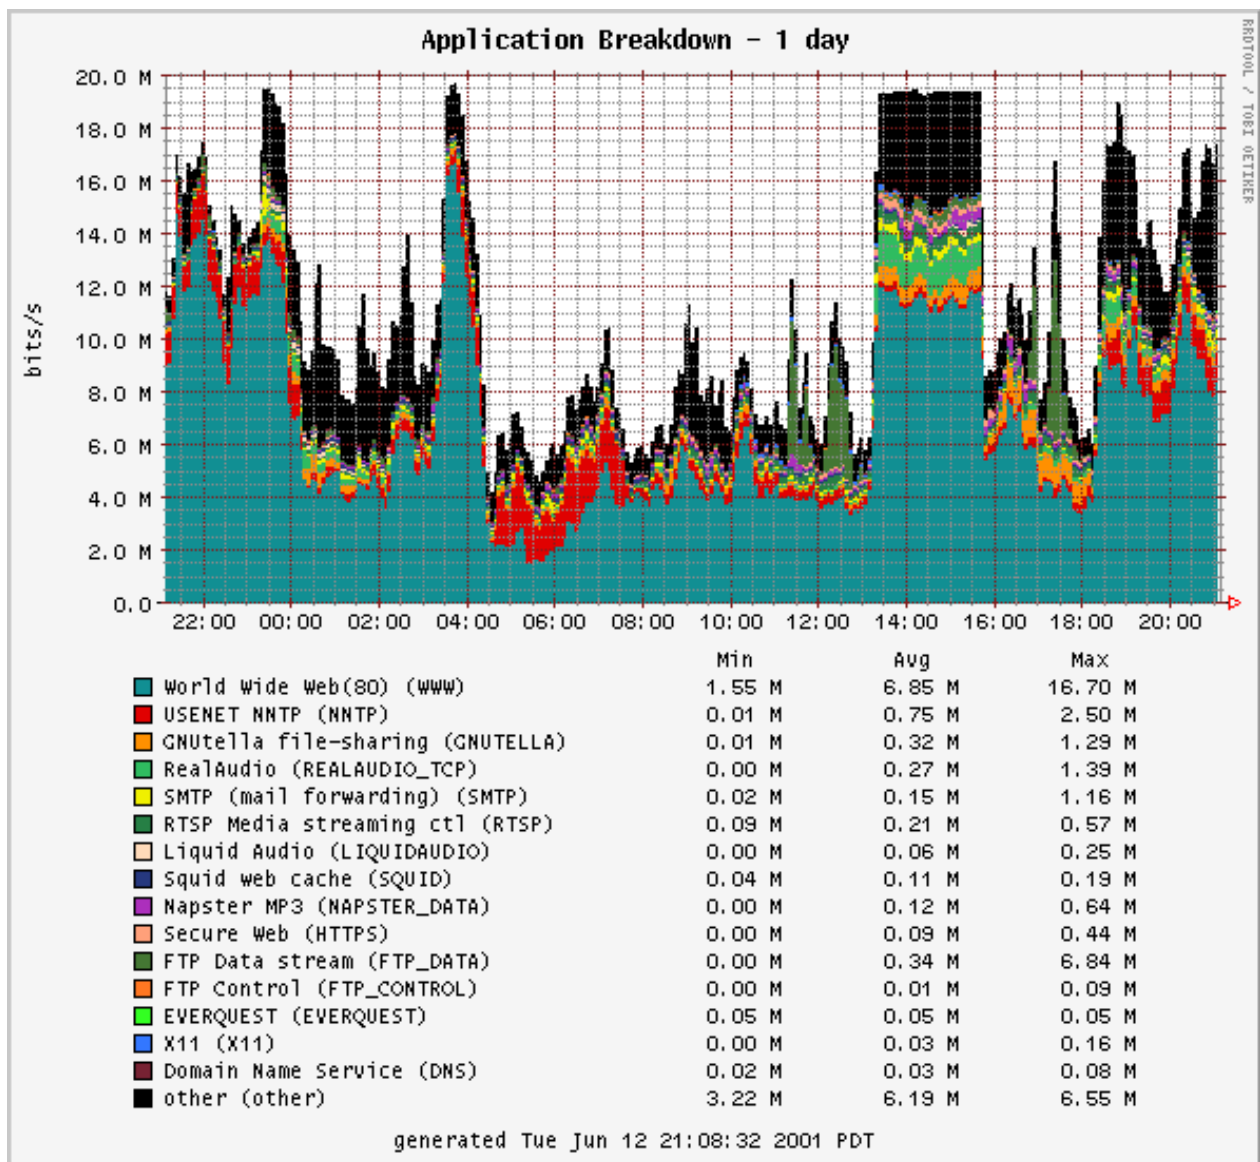 Application Breakdown - 1 day
RRDTOOL / TOBI OETIKER
bits/s
20.0 M
18.0 M
16.0 M
14.0 M
12.0 M
10.0 M
8.0 M
6.0 M
4.0 M
2.0 M
0.0
22:00 00:00 02:00 04:00 06:00 08:00 10:00 12:00 14:00 16:00 18:00 20:00
Min Avg Max
World Wide Web(80) (WWW) 1.55 M 6.85 M 16.70 M
USENET NNTP (NNTP) 0.01 M 0.75 M 2.50 M
GNUtella file-sharing (GNUTELLA) 0.01 M 0.32 M 1.29 M
RealAudio (REALAUDIO_TCP) 0.00 M 0.27 M 1.39 M
SMTP (mail forwarding) (SMTP) 0.02 M 0.15 M 1.16 M
RTSP Media streaming ctl (RTSP) 0.09 M 0.21 M 0.57 M
Liquid Audio (LIQUIDAUDIO) 0.00 M 0.06 M 0.25 M
Squid web cache (SQUID) 0.04 M 0.11 M 0.19 M
Napster MP3 (NAPSTER_DATA) 0.00 M 0.12 M 0.64 M
Secure Web (HTTPS) 0.00 M 0.09 M 0.44 M
FTP Data stream (FTP_DATA) 0.00 M 0.34 M 6.84 M
FTP Control (FTP_CONTROL) 0.00 M 0.01 M 0.09 M
EVERQUEST (EVERQUEST) 0.05 M 0.05 M 0.05 M
X11 (X11) 0.00 M 0.03 M 0.16 M
Domain Name Service (DNS) 0.02 M 0.03 M 0.08 M
other (other) 3.22 M 6.19 M 6.55 M
generated Tue Jun 12 21:08:32 2001 PDT